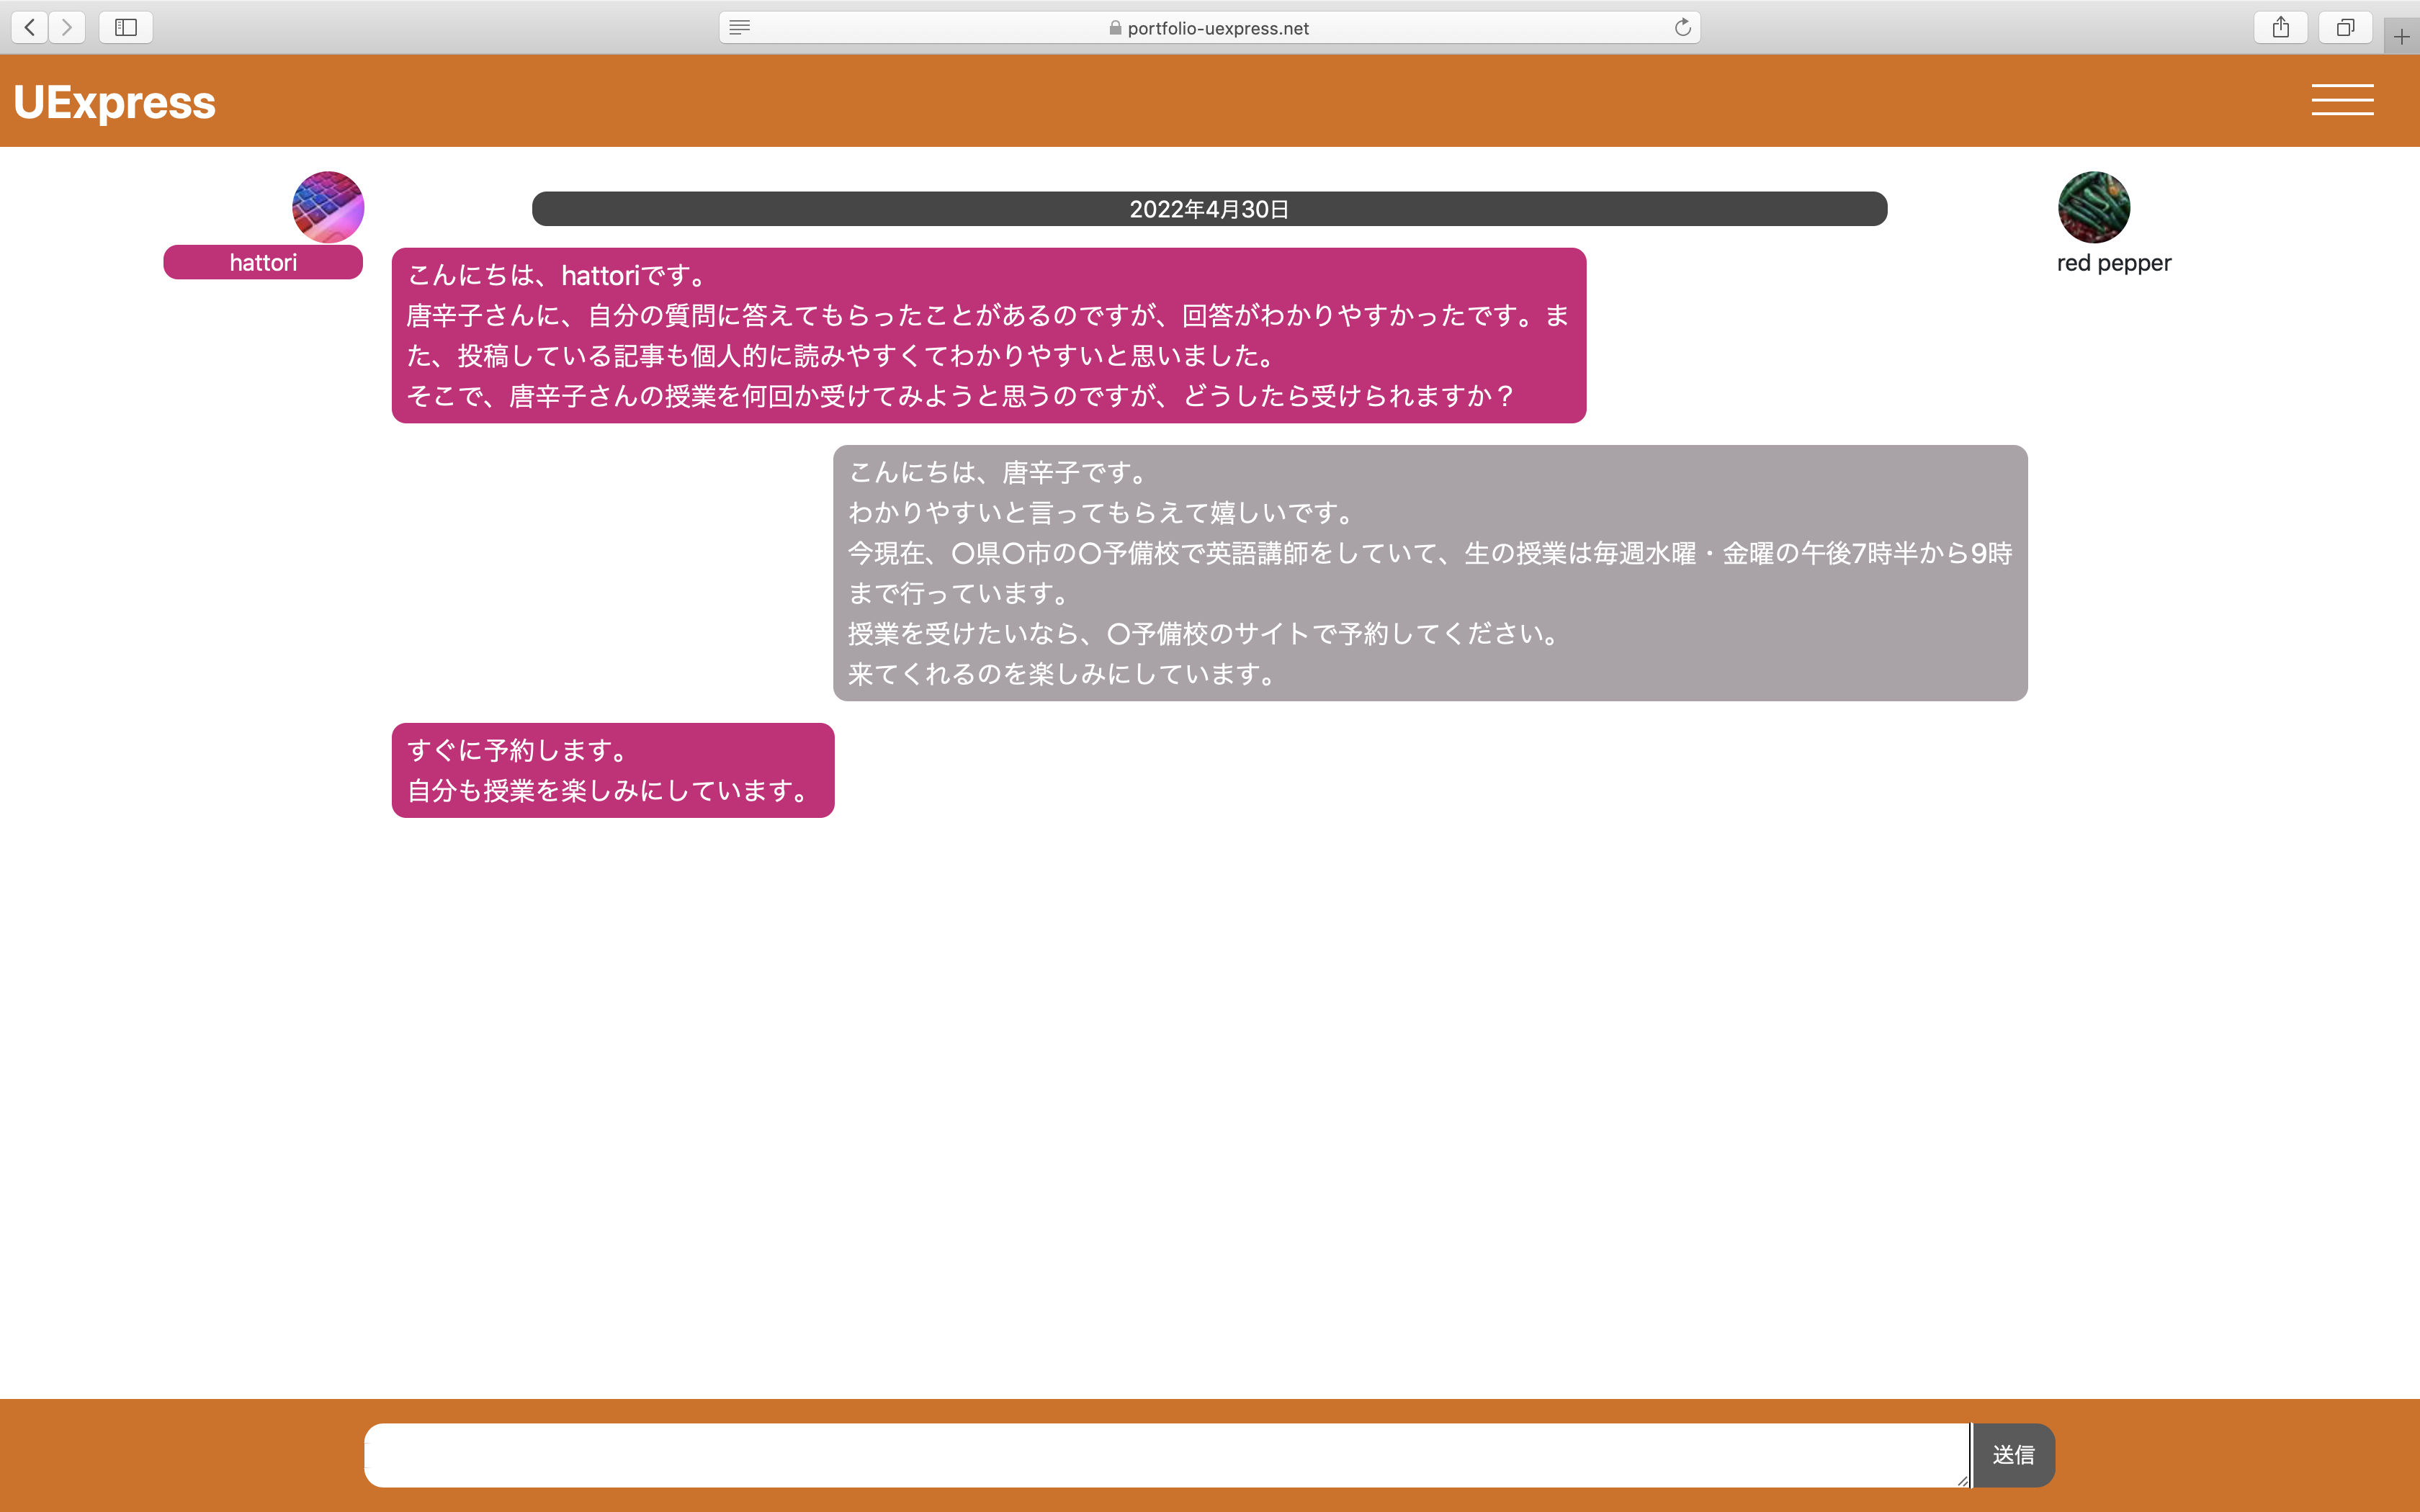 portfolio-uexpress.net
UExpress
2022年4月30日
hattori
red pepper
こんにちは、hattoriです。
唐辛子さんに、自分の質問に答えてもらったことがあるのですが、回答がわかりやすかったです。ま
た、投稿している記事も個人的に読みやすくてわかりやすいと思いました。
そこで、唐辛子さんの授業を何回か受けてみようと思うのですが、どうしたら受けられますか？
こんにちは、唐辛子です。
わかりやすいと言ってもらえて嬉しいです。
今現在、〇県〇市の〇予備校で英語講師をしていて、生の授業は毎週水曜・金曜の午後7時半から9時
まで行っています。
授業を受けたいなら、〇予備校のサイトで予約してください。
来てくれるのを楽しみにしています。
すぐに予約します。
自分も授業を楽しみにしています。
送信